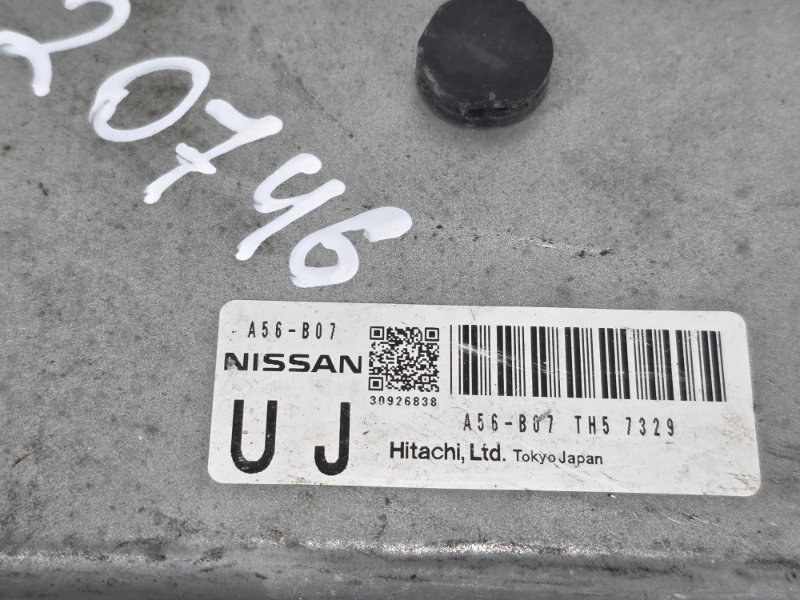 20746
A56-B07
NISSAN
30926838
UJ
A56-B07 TH5 7329
Hitachi, Ltd. Tokyo Japan